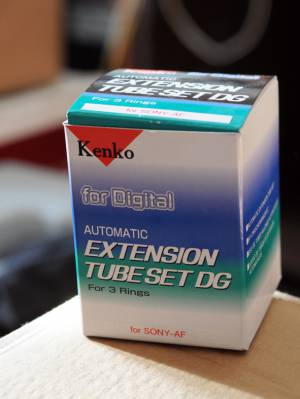 AUTOMATIC
EXTENSION
TUBE SET DG
For 3 Rings
for SONY-AF
Kenko
for Digital
AUTOMATIC
EXTENSION
TUBE SET DG
For 3 Rings
for SONY-AF